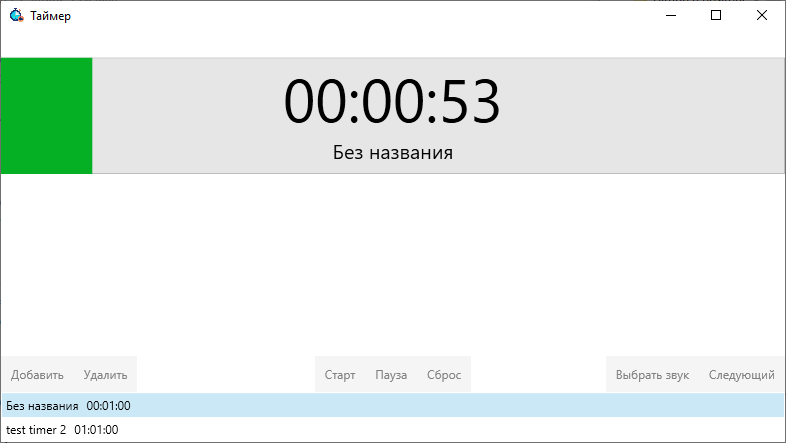 Таймер
00:00:53
Без названия
Добавить Удалить Старт Пауза Сброс Выбрать звук Следующий
Без названия 00:01:00
test timer 2 01:01:00